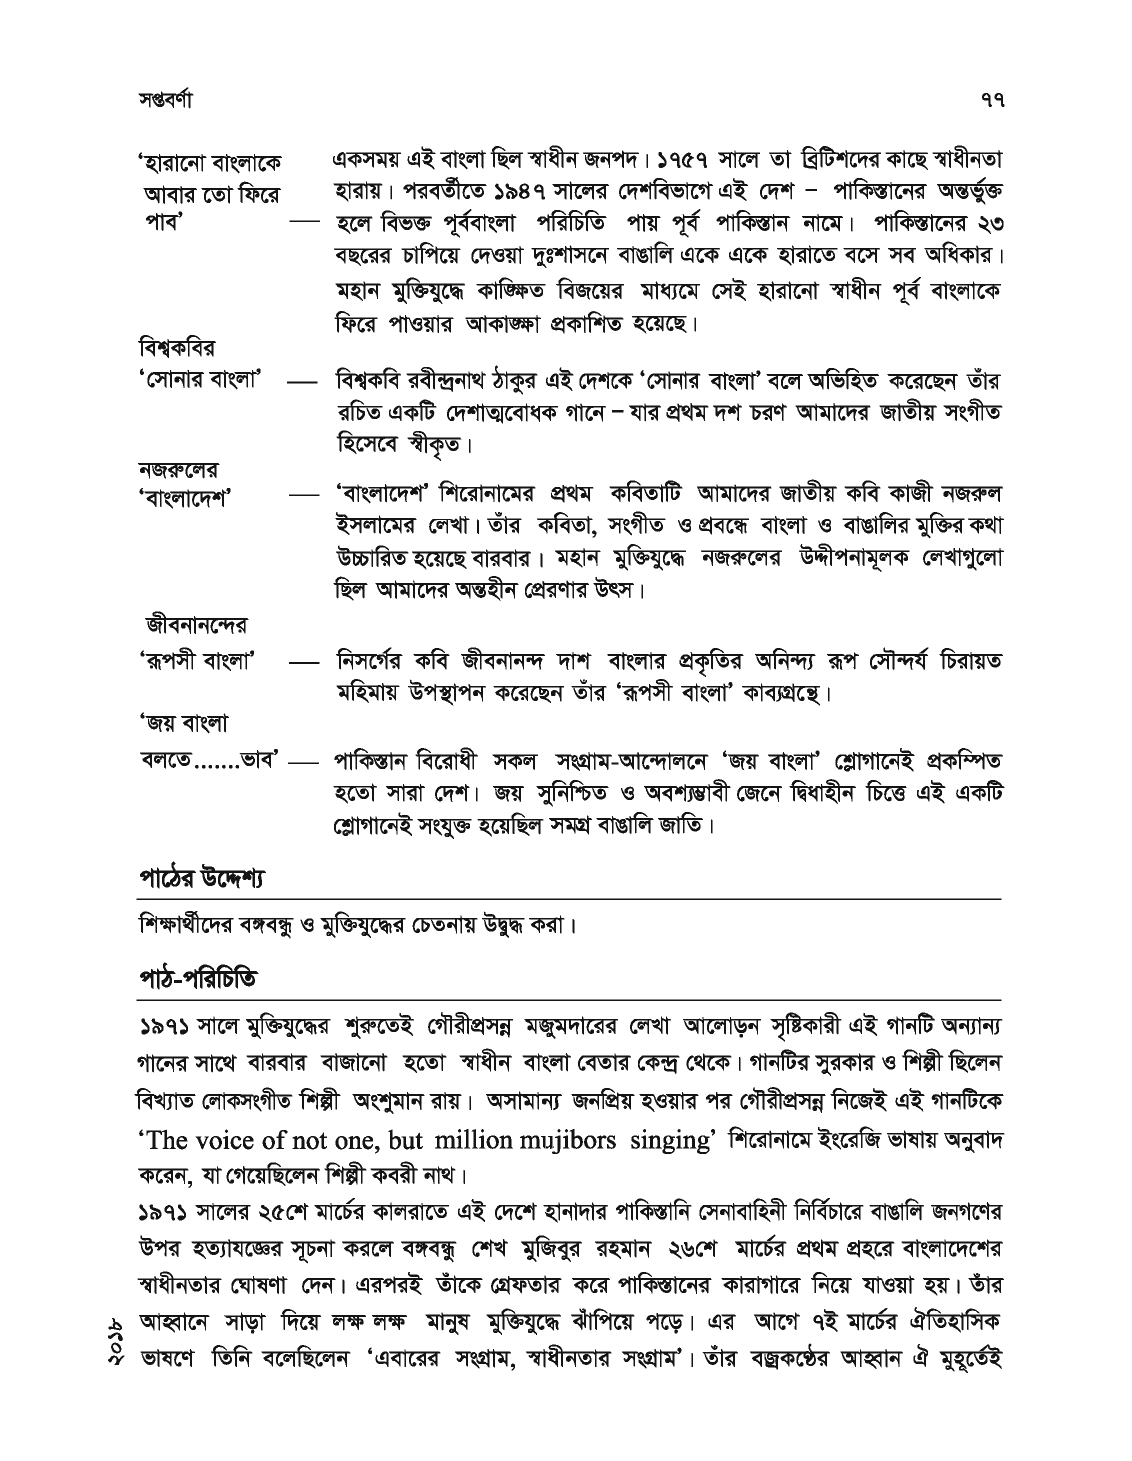 সপ্তবর্ণা ৭৭
‘হারানো বাংলাকে একসময় এই বাংলা ছিল স্বাধীন জনপদ। ১৭৫৭ সালে তা ব্রিটিশদের কাছে স্বাধীনতা
আবার তো ফিরে হারায়। পরবর্তীতে ১৯৪৭ সালের দেশবিভাগে এই দেশ – পাকিস্তানের অন্তর্ভুক্ত
পাব’ — হলে বিভক্ত পূর্ববাংলা পরিচিতি পায় পূর্ব পাকিস্তান নামে। পাকিস্তানের ২৩
বছরের চাপিয়ে দেওয়া দুঃশাসনে বাঙালি একে একে হারাতে বসে সব অধিকার।
মহান মুক্তিযুদ্ধে কাঙ্ক্ষিত বিজয়ের মাধ্যমে সেই হারানো স্বাধীন পূর্ব বাংলাকে
ফিরে পাওয়ার আকাঙ্ক্ষা প্রকাশিত হয়েছে।
বিশ্বকবির
‘সোনার বাংলা’ — বিশ্বকবি রবীন্দ্রনাথ ঠাকুর এই দেশকে ‘সোনার বাংলা’ বলে অভিহিত করেছেন তাঁর
রচিত একটি দেশাত্মবোধক গানে – যার প্রথম দশ চরণ আমাদের জাতীয় সংগীত
হিসেবে স্বীকৃত।
নজরুলের
‘বাংলাদেশ’ — ‘বাংলাদেশ’ শিরোনামের প্রথম কবিতাটি আমাদের জাতীয় কবি কাজী নজরুল
ইসলামের লেখা। তাঁর কবিতা, সংগীত ও প্রবন্ধে বাংলা ও বাঙালির মুক্তির কথা
উচ্চারিত হয়েছে বারবার। মহান মুক্তিযুদ্ধে নজরুলের উদ্দীপনামূলক লেখাগুলো
ছিল আমাদের অন্তহীন প্রেরণার উৎস।
জীবনানন্দের
‘রূপসী বাংলা’ — নিসর্গের কবি জীবনানন্দ দাশ বাংলার প্রকৃতির অনিন্দ্য রূপ সৌন্দর্য চিরায়ত
মহিমায় উপস্থাপন করেছেন তাঁর ‘রূপসী বাংলা’ কাব্যগ্রন্থে।
‘জয় বাংলা
বলতে.......ভাব’ — পাকিস্তান বিরোধী সকল সংগ্রাম-আন্দোলনে ‘জয় বাংলা’ শ্লোগানেই প্রকম্পিত
হতো সারা দেশ। জয় সুনিশ্চিত ও অবশ্যম্ভাবী জেনে দ্বিধাহীন চিত্তে এই একটি
শ্লোগানেই সংযুক্ত হয়েছিল সমগ্র বাঙালি জাতি।
পাঠের উদ্দেশ্য
শিক্ষার্থীদের বঙ্গবন্ধু ও মুক্তিযুদ্ধের চেতনায় উদ্বুদ্ধ করা।
পাঠ-পরিচিতি
১৯৭১ সালে মুক্তিযুদ্ধের শুরুতেই গৌরীপ্রসন্ন মজুমদারের লেখা আলোড়ন সৃষ্টিকারী এই গানটি অন্যান্য
গানের সাথে বারবার বাজানো হতো স্বাধীন বাংলা বেতার কেন্দ্র থেকে। গানটির সুরকার ও শিল্পী ছিলেন
বিখ্যাত লোকসংগীত শিল্পী অংশুমান রায়। অসামান্য জনপ্রিয় হওয়ার পর গৌরীপ্রসন্ন নিজেই এই গানটিকে
‘The voice of not one, but million mujibors singing’ শিরোনামে ইংরেজি ভাষায় অনুবাদ
করেন, যা গেয়েছিলেন শিল্পী কবরী নাথ।
১৯৭১ সালের ২৫শে মার্চের কালরাতে এই দেশে হানাদার পাকিস্তানি সেনাবাহিনী নির্বিচারে বাঙালি জনগণের
উপর হত্যাযজ্ঞের সূচনা করলে বঙ্গবন্ধু শেখ মুজিবুর রহমান ২৬শে মার্চের প্রথম প্রহরে বাংলাদেশের
স্বাধীনতার ঘোষণা দেন। এরপরই তাঁকে গ্রেফতার করে পাকিস্তানের কারাগারে নিয়ে যাওয়া হয়। তাঁর
আহ্বানে সাড়া দিয়ে লক্ষ লক্ষ মানুষ মুক্তিযুদ্ধে ঝাঁপিয়ে পড়ে। এর আগে ৭ই মার্চের ঐতিহাসিক
ভাষণে তিনি বলেছিলেন ‘এবারের সংগ্রাম, স্বাধীনতার সংগ্রাম’। তাঁর বজ্রকণ্ঠের আহ্বান ঐ মুহূর্তেই
২০১৮